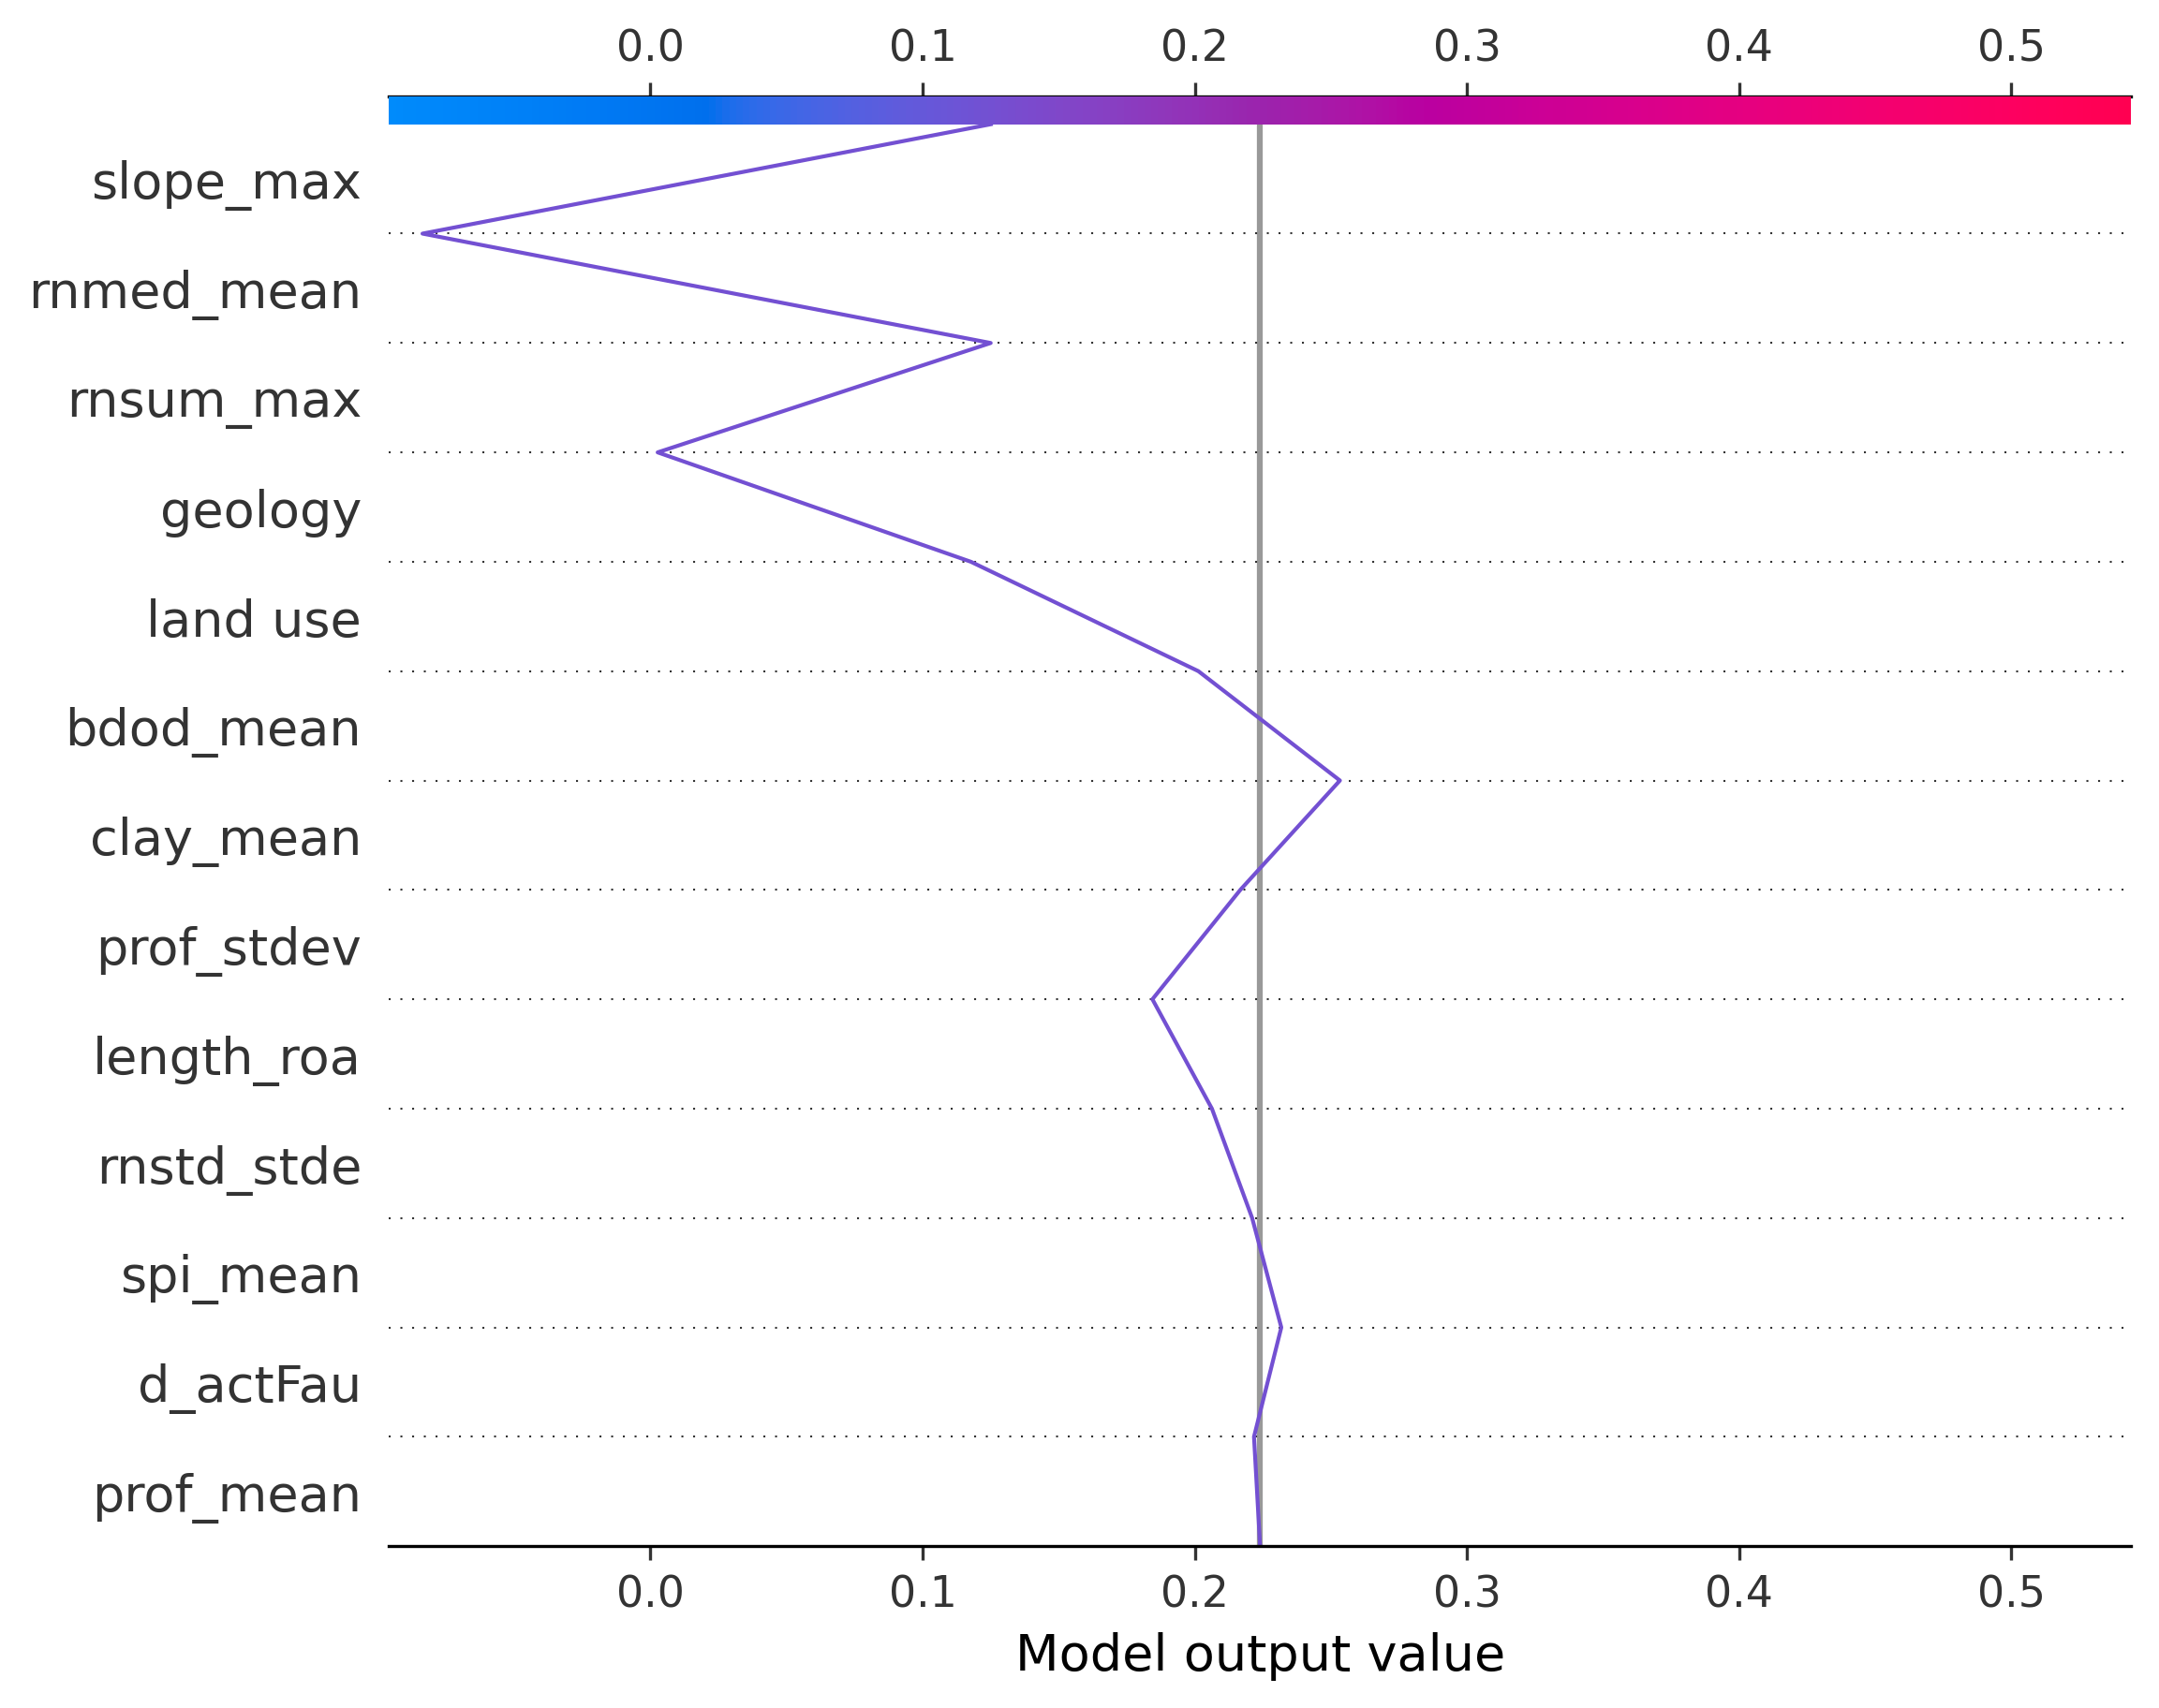 0.0 0.1 0.2 0.3 0.4 0.5
slope_max
rnmed_mean
rnsum_max
geology
land use
bdod_mean
clay_mean
prof_stdev
length_roa
rnstd_stde
spi_mean
d_actFau
prof_mean
0.0 0.1 0.2 0.3 0.4 0.5
Model output value